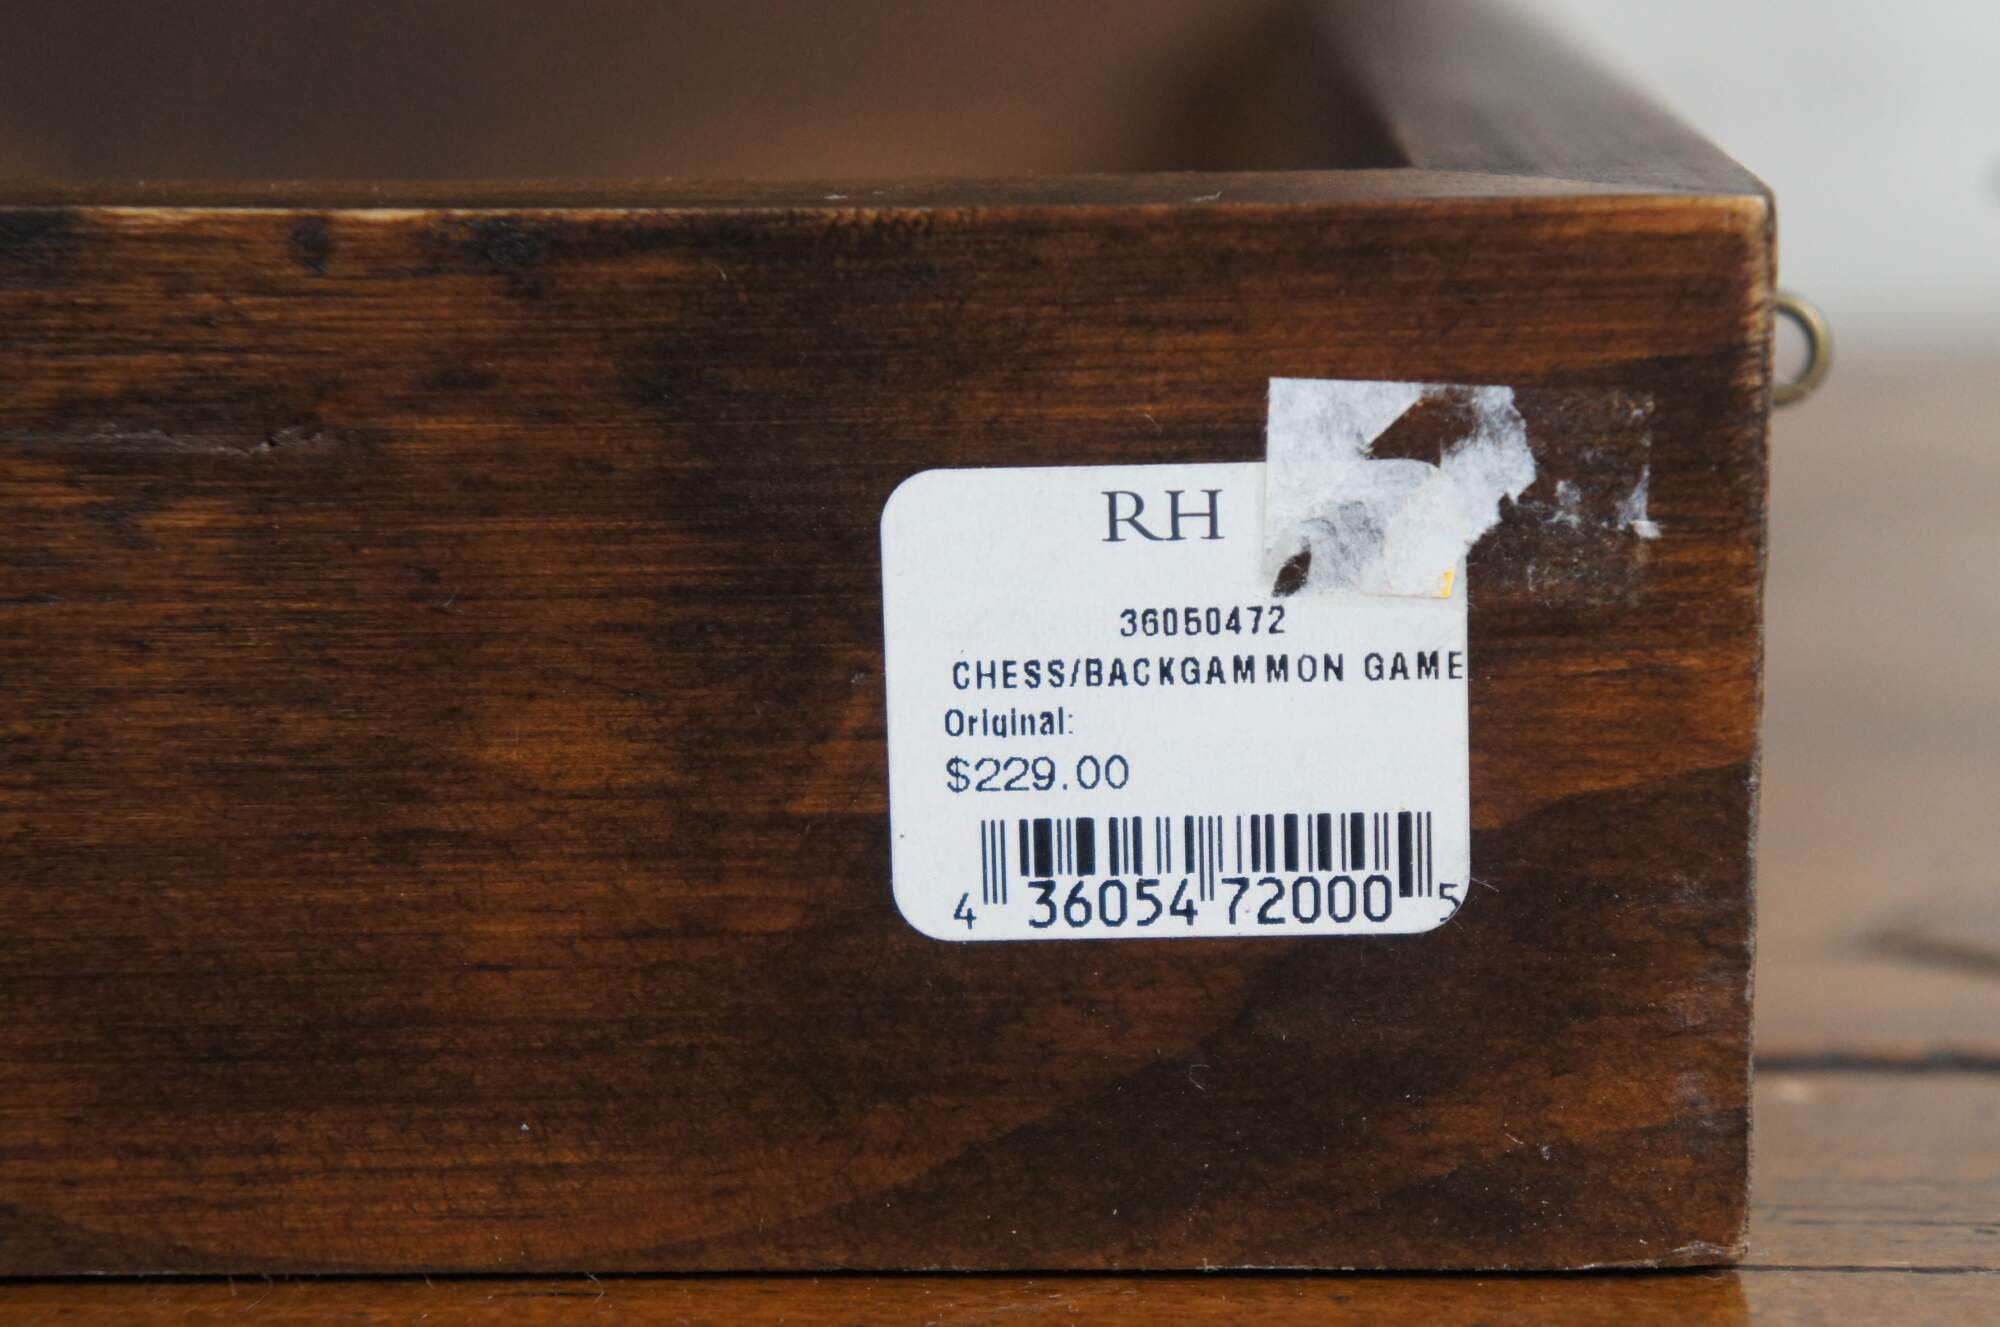 RH
36050472
CHESS/BACKGAMMON GAME
Original:
$229.00
4 36054 72000 5